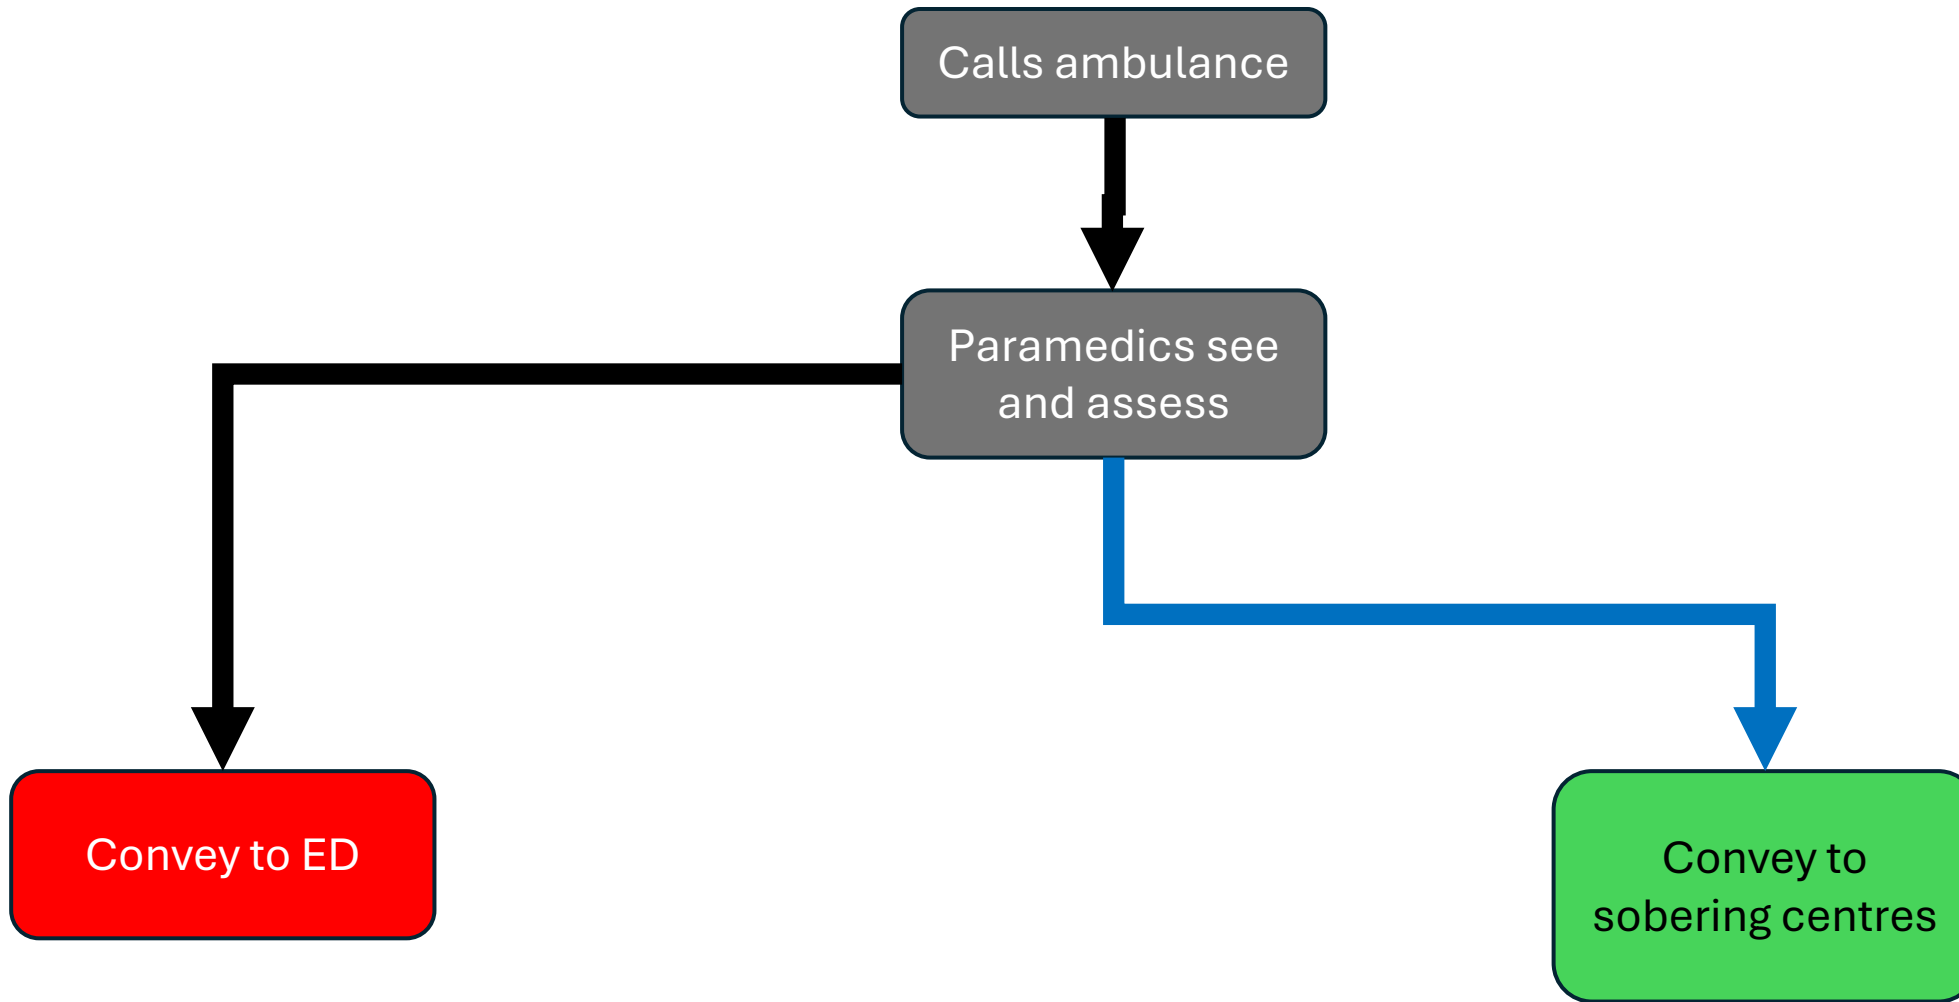 Calls ambulance
Paramedics see
and assess
Convey to ED
Convey to
sobering centres